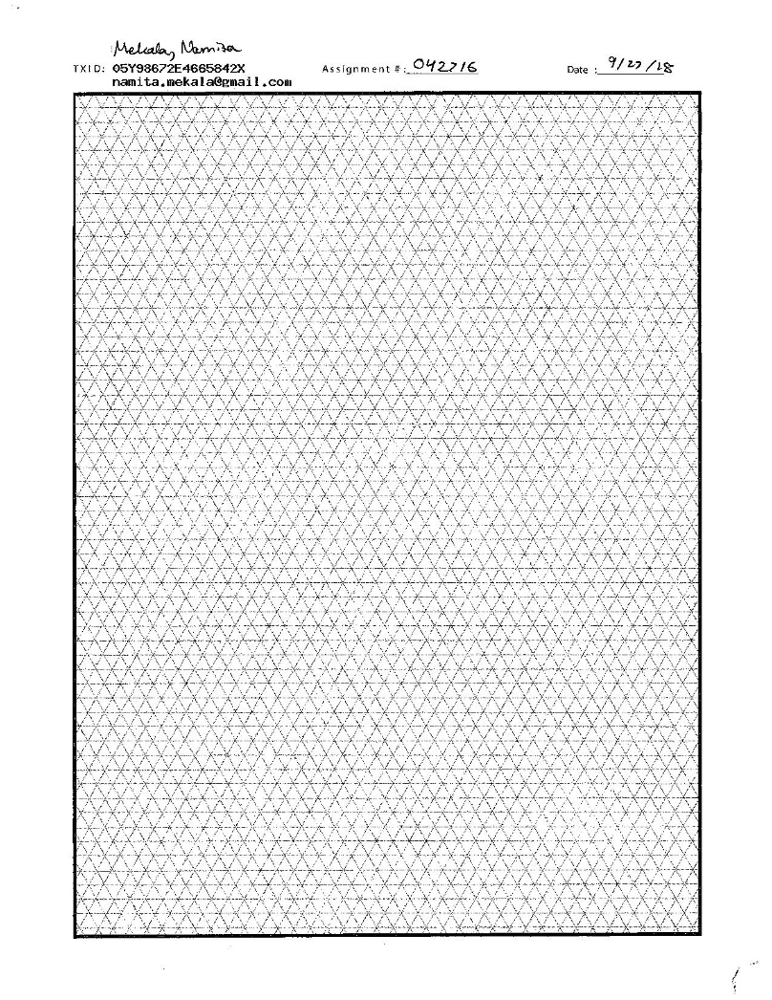 Mekala, Namita
TXID: 05Y98672E4665842X Assignment #: 042716 Date: 9/27/18
namita.mekala@gmail.com